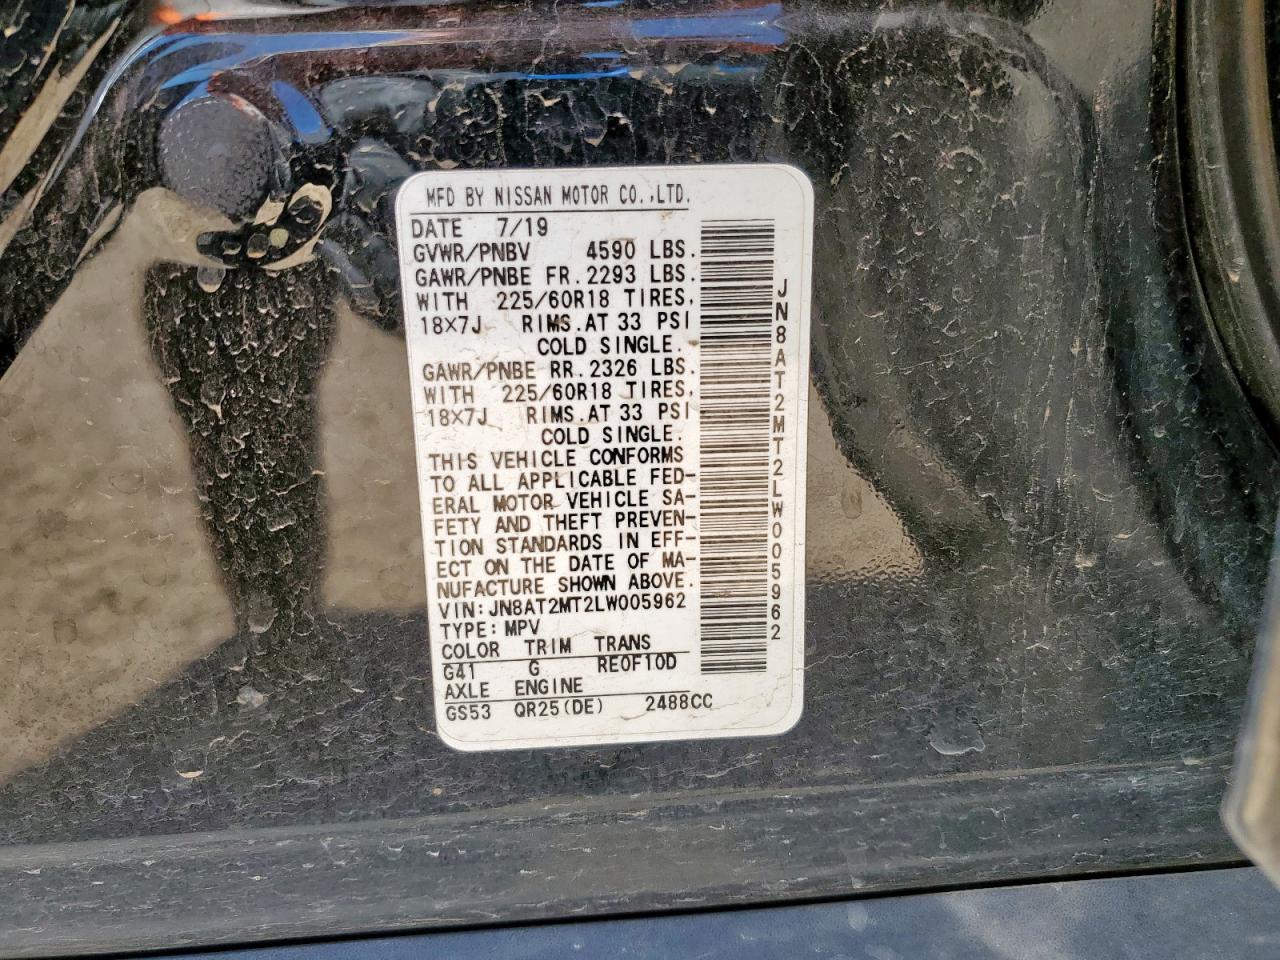 MFD BY NISSAN MOTOR CO.,LTD.
DATE 7/19
GVWR/PNBV 4590 LBS.
GAWR/PNBE FR.2293 LBS.
WITH 225/60R18 TIRES,
18X7J RIMS.AT 33 PSI
COLD SINGLE.
GAWR/PNBE RR.2326 LBS.
WITH 225/60R18 TIRES,
18X7J RIMS.AT 33 PSI
COLD SINGLE.
THIS VEHICLE CONFORMS
TO ALL APPLICABLE FED-
ERAL MOTOR VEHICLE SA-
FETY AND THEFT PREVEN-
TION STANDARDS IN EFF-
ECT ON THE DATE OF MA-
NUFACTURE SHOWN ABOVE.
VIN:JN8AT2MT2LW005962
TYPE:MPV
COLOR TRIM TRANS
G41 G RE0F10D
AXLE ENGINE
GS53 QR25(DE) 2488CC
JN8AT2MT2LW005962